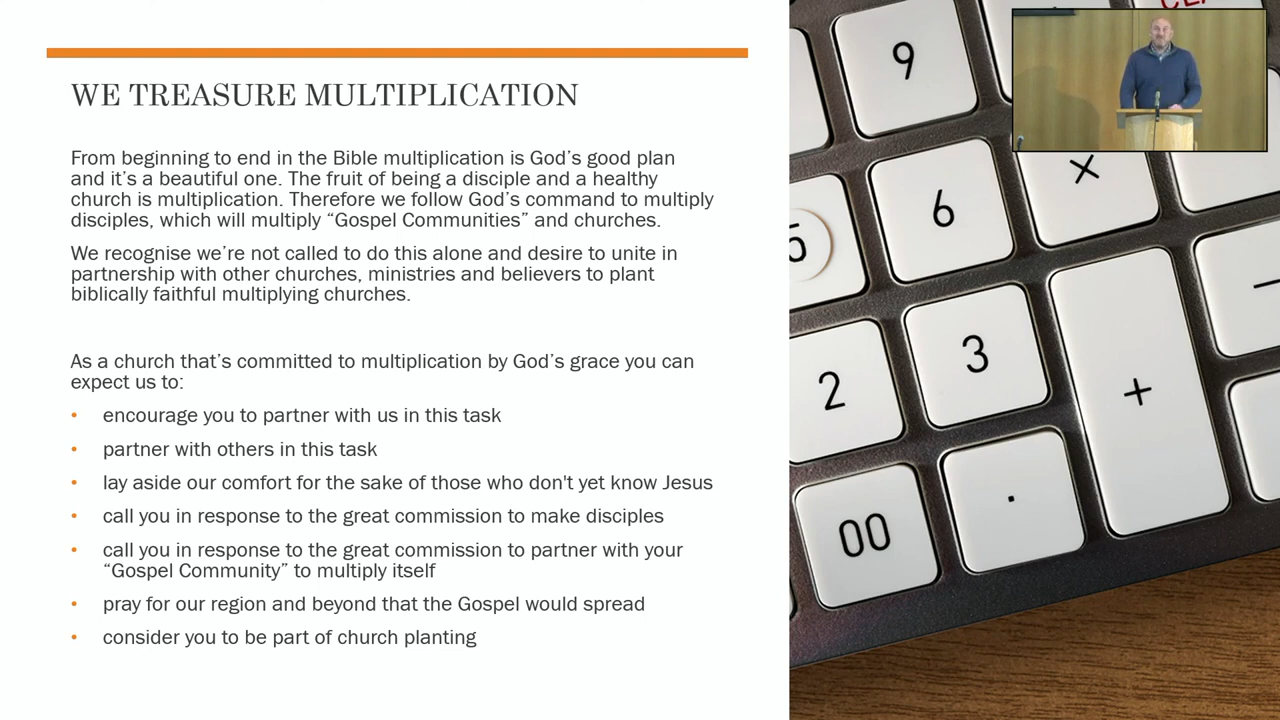 WE TREASURE MULTIPLICATION
From beginning to end in the Bible multiplication is God’s good plan
and it’s a beautiful one. The fruit of being a disciple and a healthy
church is multiplication. Therefore we follow God’s command to multiply
disciples, which will multiply “Gospel Communities” and churches.
We recognise we’re not called to do this alone and desire to unite in
partnership with other churches, ministries and believers to plant
biblically faithful multiplying churches.
As a church that’s committed to multiplication by God’s grace you can
expect us to:
• encourage you to partner with us in this task
• partner with others in this task
• lay aside our comfort for the sake of those who don't yet know Jesus
• call you in response to the great commission to make disciples
• call you in response to the great commission to partner with your
“Gospel Community” to multiply itself
• pray for our region and beyond that the Gospel would spread
• consider you to be part of church planting
9
5 6 ×
2 3 + −
00 .